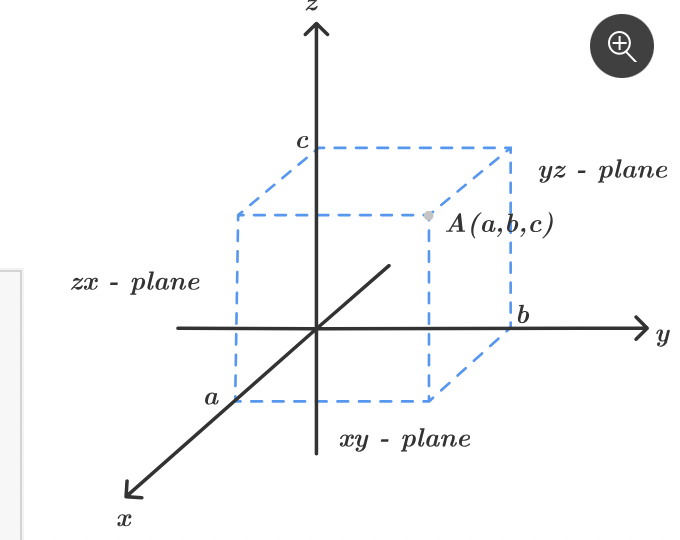 z
c
yz - plane
A(a,b,c)
zx - plane
b
y
a
xy - plane
x